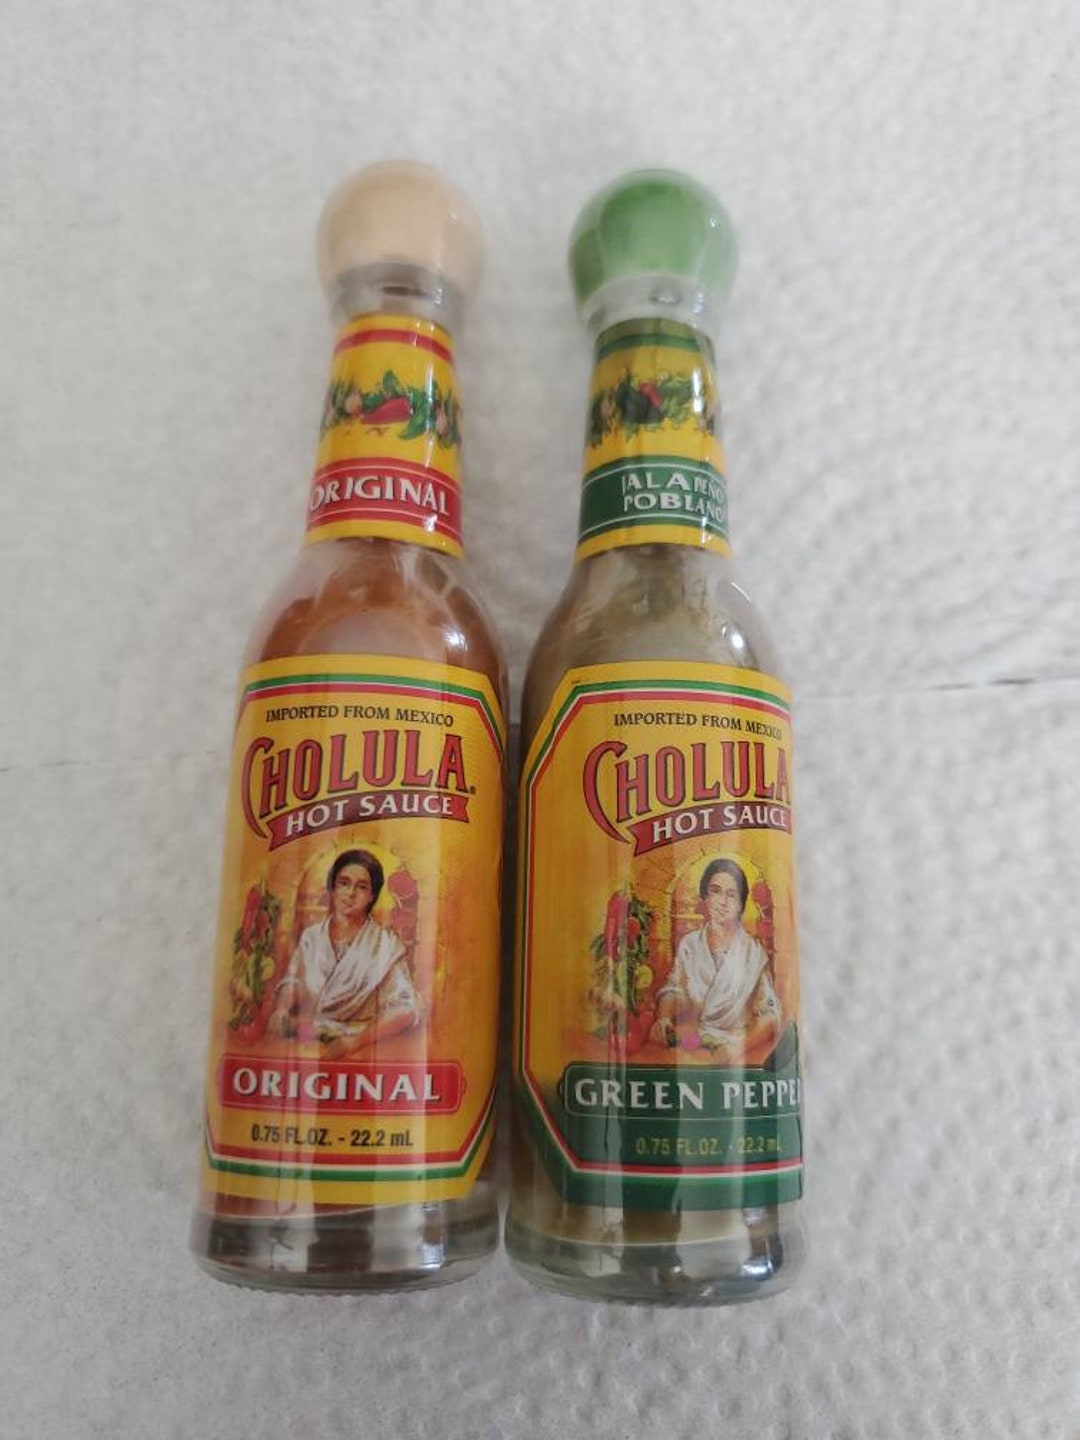 ORIGINAL
IMPORTED FROM MEXICO
CHOLULA®
HOT SAUCE
ORIGINAL
0.75 FL.OZ. - 22.2 mL
JALAPEÑO
POBLANO
IMPORTED FROM MEXICO
CHOLULA
HOT SAUCE
GREEN PEPPE
0.75 FL.OZ. - 22.2 mL